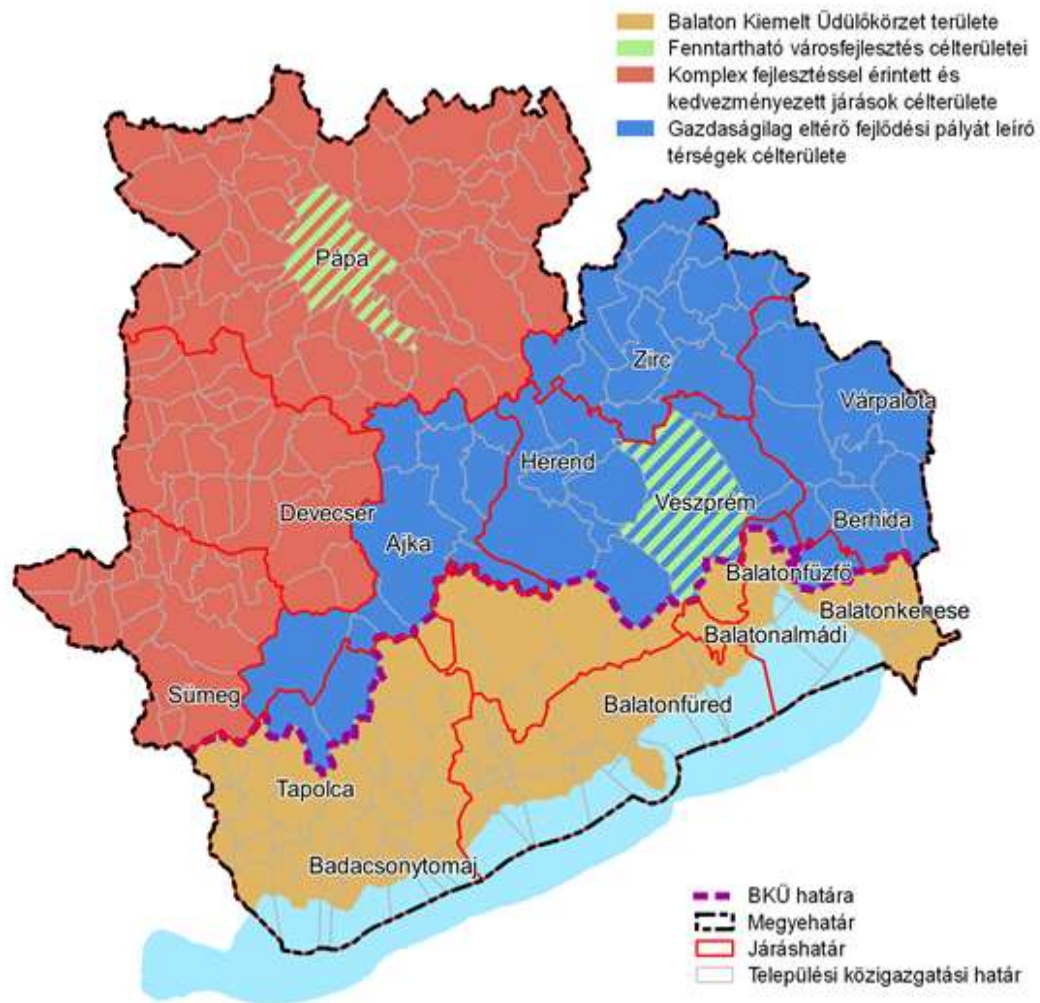 Balaton Kiemelt Üdülőkörzet területe
Fenntartható városfejlesztés célterületei
Komplex fejlesztéssel érintett és
kedvezményezett járások célterülete
Gazdaságilag eltérő fejlődési pályát leíró
térségek célterülete
Pápa
Zirc
Várpalota
Herend
Veszprém
Devecser
Ajka
Berhida
Balatonfűzfő
Balatonkenese
Balatonalmádi
Sümeg
Balatonfüred
Tapolca
Badacsonytomaj
BKÜ határa
Megyehatár
Járáshatár
Települési közigazgatási határ